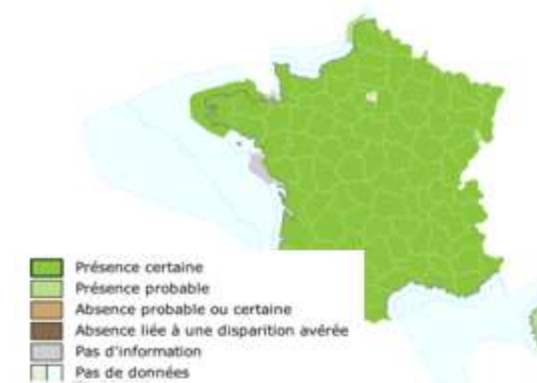 Présence certaine
Présence probable
Absence probable ou certaine
Absence liée à une disparition avérée
Pas d'information
Pas de données